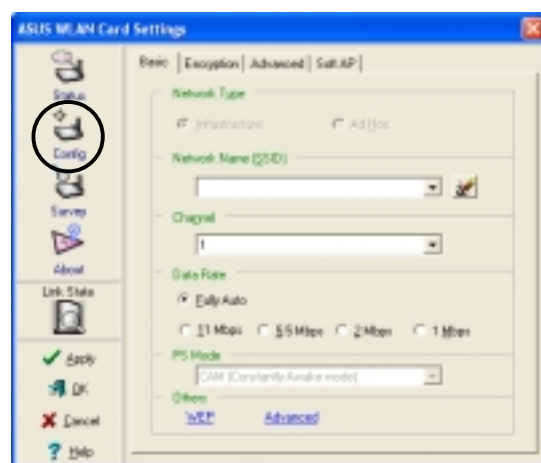 ASUS WLAN Card Settings
Status
Config
Survey
About
Link State
Apply
OK
Cancel
Help
Basic Encryption Advanced Soft AP
Network Type
Infrastructure Ad Hoc
Network Name (SSID)
Channel
1
Data Rate
Fully Auto
11 Mbps 5.5 Mbps 2 Mbps 1 Mbps
PS Mode
CAM (Constantly Awake mode)
Others
WEP Advanced